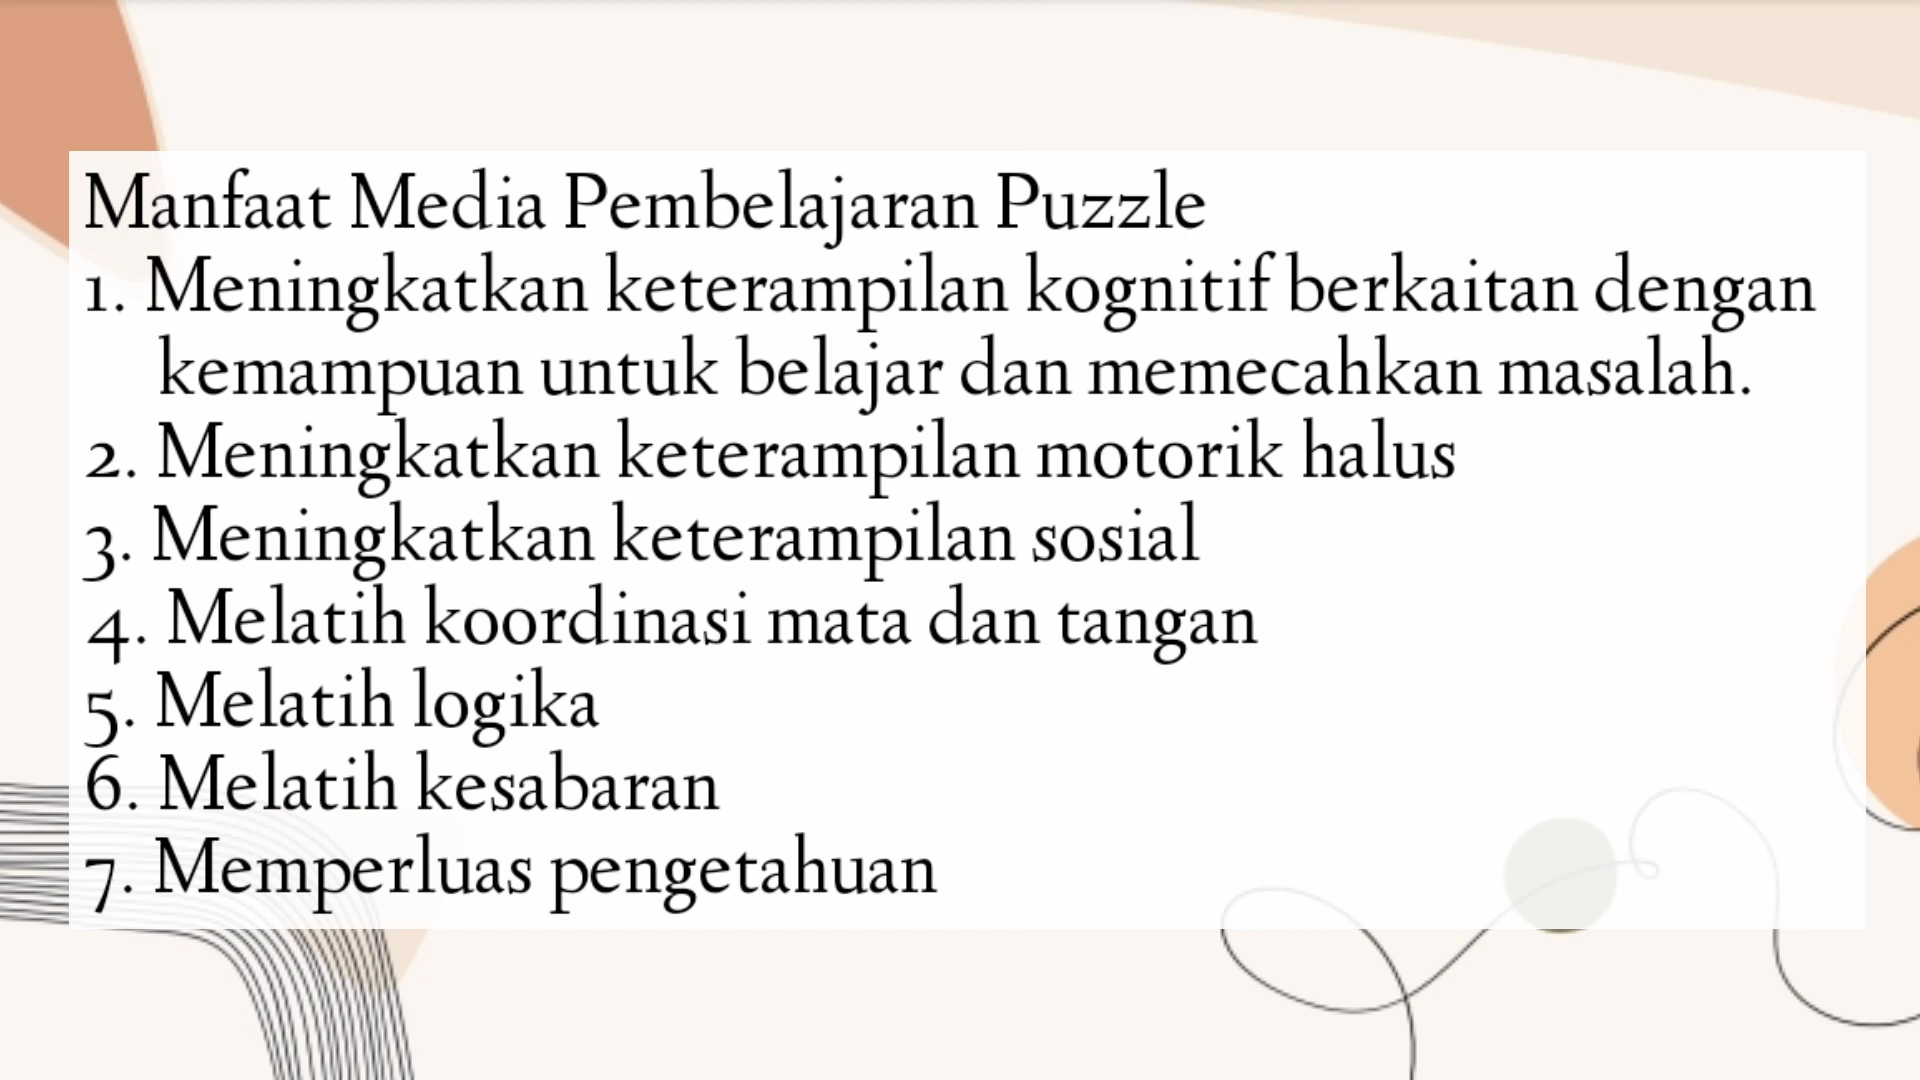 Manfaat Media Pembelajaran Puzzle
1. Meningkatkan keterampilan kognitif berkaitan dengan
kemampuan untuk belajar dan memecahkan masalah.
2. Meningkatkan keterampilan motorik halus
3. Meningkatkan keterampilan sosial
4. Melatih koordinasi mata dan tangan
5. Melatih logika
6. Melatih kesabaran
7. Memperluas pengetahuan